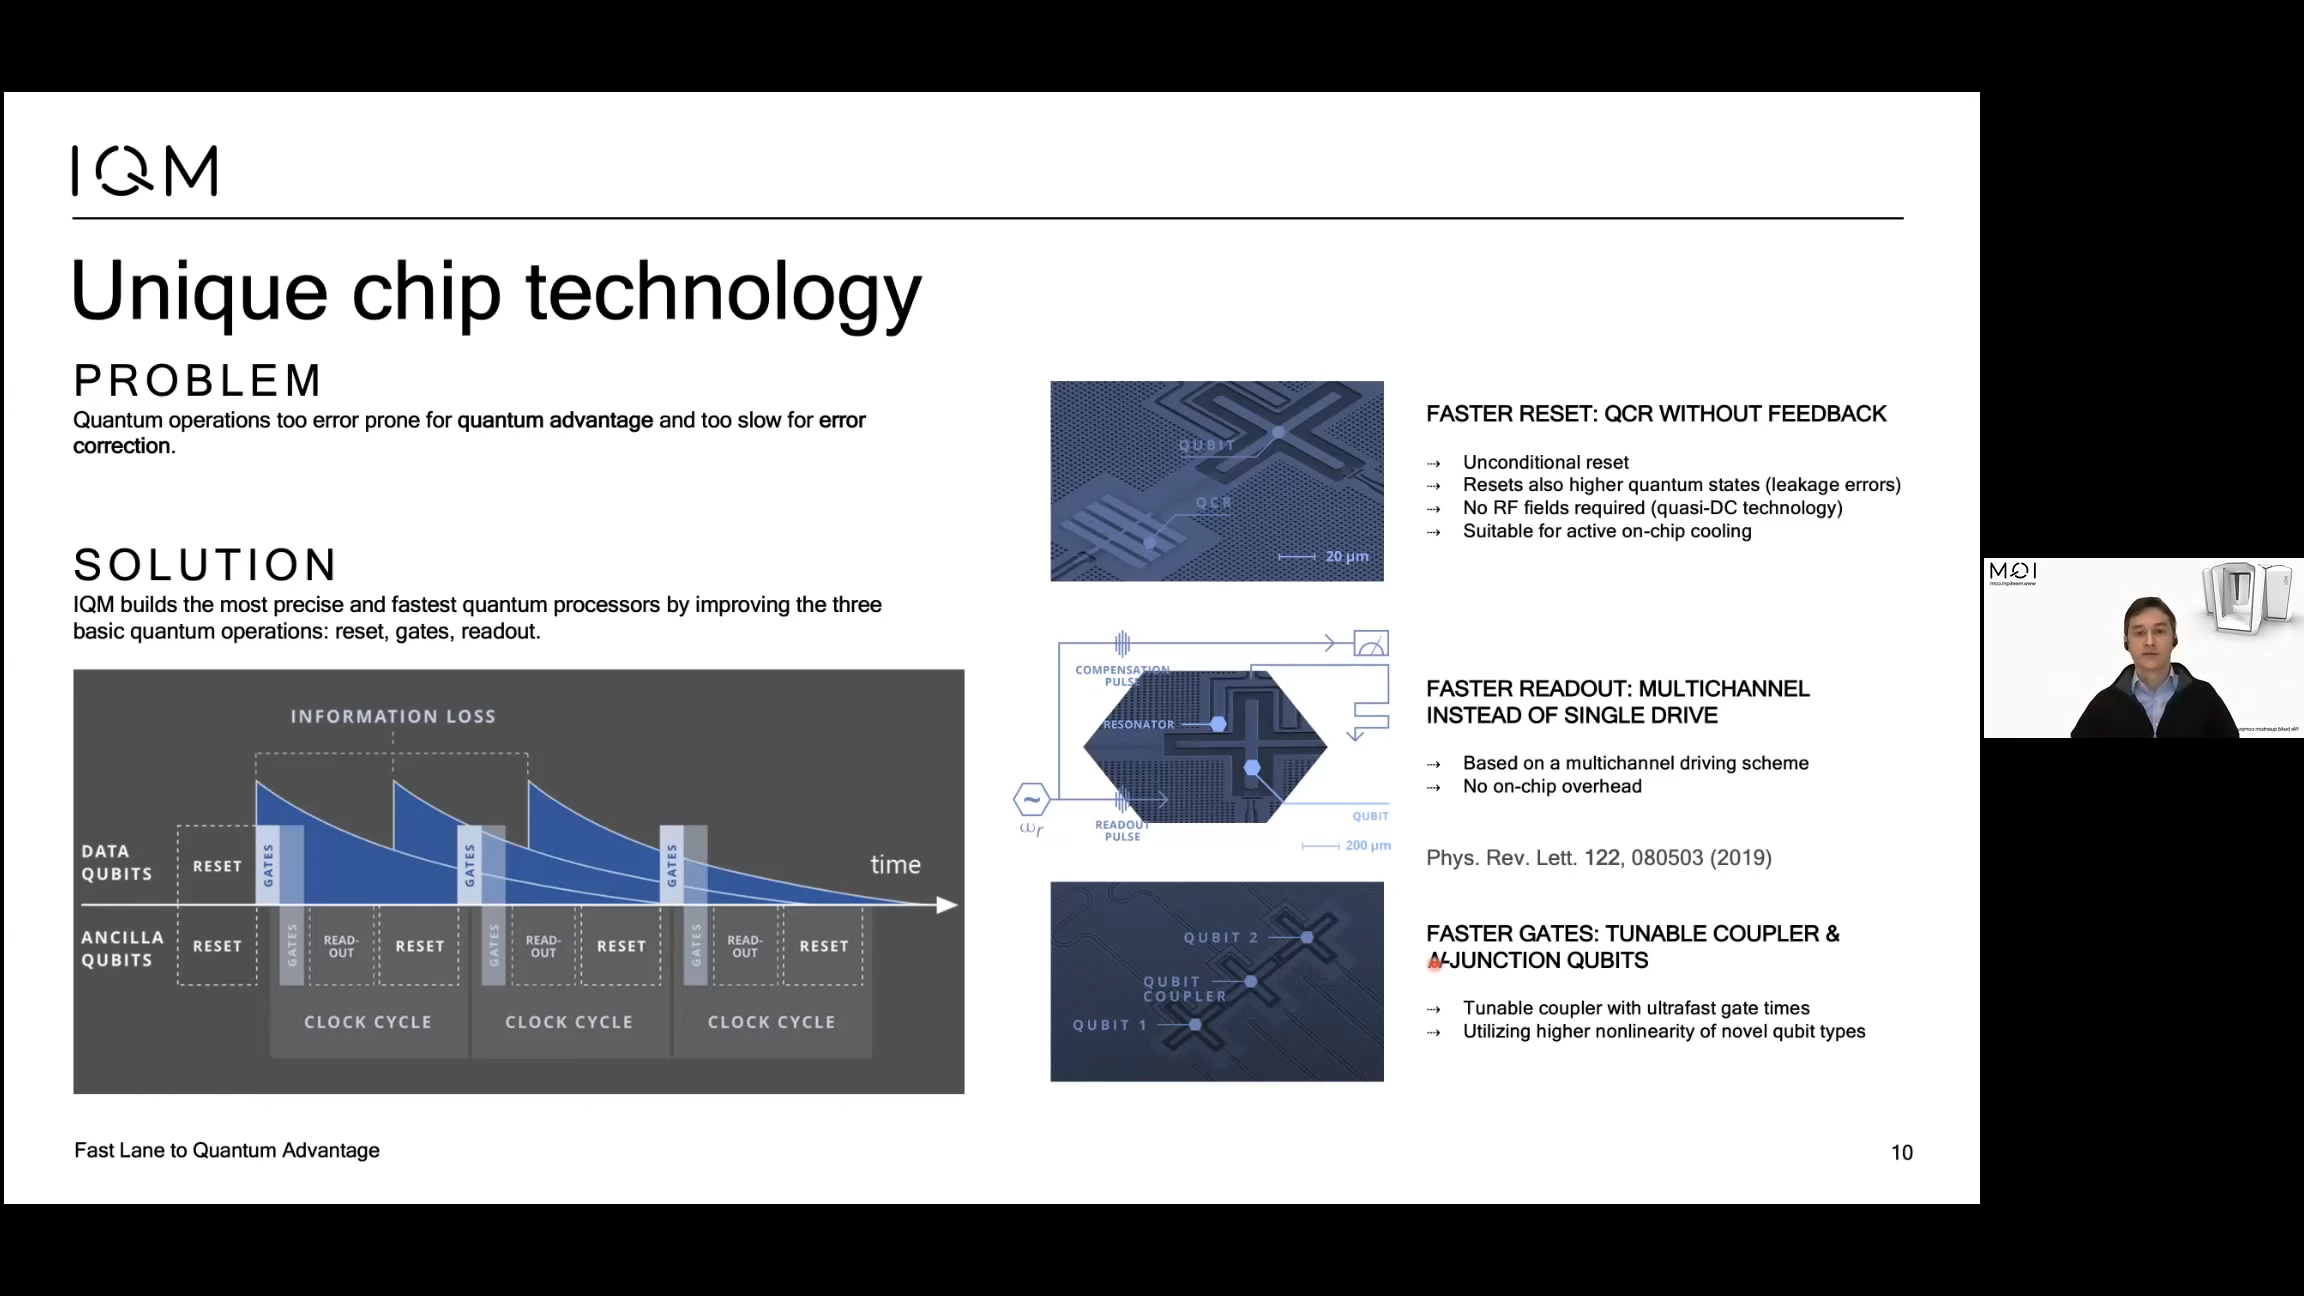 IQM
Unique chip technology
PROBLEM
Quantum operations too error prone for quantum advantage and too slow for error
correction.
SOLUTION
IQM builds the most precise and fastest quantum processors by improving the three
basic quantum operations: reset, gates, readout.
INFORMATION LOSS
DATA
QUBITS
RESET
GATES
GATES
GATES
time
ANCILLA
QUBITS
RESET
GATES
READ-
OUT
RESET
GATES
READ-
OUT
RESET
GATES
READ-
OUT
RESET
CLOCK CYCLE
CLOCK CYCLE
CLOCK CYCLE
QUBIT
QCR
20 µm
FASTER RESET: QCR WITHOUT FEEDBACK
⇢ Unconditional reset
⇢ Resets also higher quantum states (leakage errors)
⇢ No RF fields required (quasi-DC technology)
⇢ Suitable for active on-chip cooling
COMPENSATION
PULSE
RESONATOR
~
ωr
READOUT
PULSE
QUBIT
200 µm
FASTER READOUT: MULTICHANNEL
INSTEAD OF SINGLE DRIVE
⇢ Based on a multichannel driving scheme
⇢ No on-chip overhead
Phys. Rev. Lett. 122, 080503 (2019)
QUBIT 2
QUBIT
COUPLER
QUBIT 1
FASTER GATES: TUNABLE COUPLER &
N-JUNCTION QUBITS
⇢ Tunable coupler with ultrafast gate times
⇢ Utilizing higher nonlinearity of novel qubit types
Fast Lane to Quantum Advantage
10
IQM
www.meetiqm.com